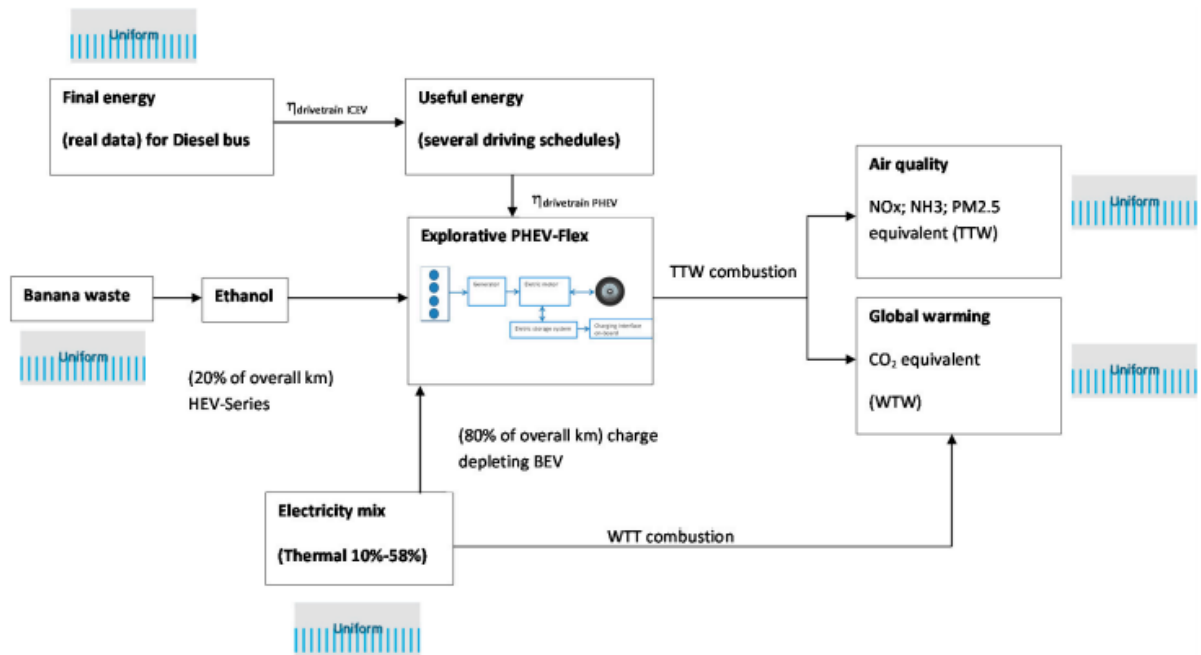 Uniform
Final energy
(real data) for Diesel bus
ηdrivetrain ICEV
Useful energy
(several driving schedules)
ηdrivetrain PHEV
Explorative PHEV-Flex
Generator
Eletric motor
Eletric storage system
Charging interface
on-board
Banana waste
Ethanol
Uniform
(20% of overall km)
HEV-Series
(80% of overall km) charge
depleting BEV
Electricity mix
(Thermal 10%-58%)
Uniform
TTW combustion
WTT combustion
Air quality
NOx; NH3; PM2.5
equivalent (TTW)
Uniform
Global warming
CO₂ equivalent
(WTW)
Uniform